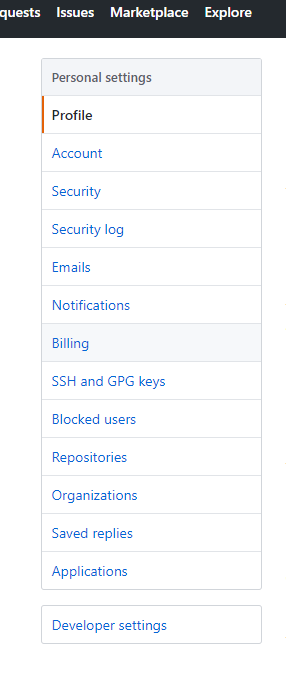 quests Issues Marketplace Explore
Personal settings
Profile
Account
Security
Security log
Emails
Notifications
Billing
SSH and GPG keys
Blocked users
Repositories
Organizations
Saved replies
Applications
Developer settings